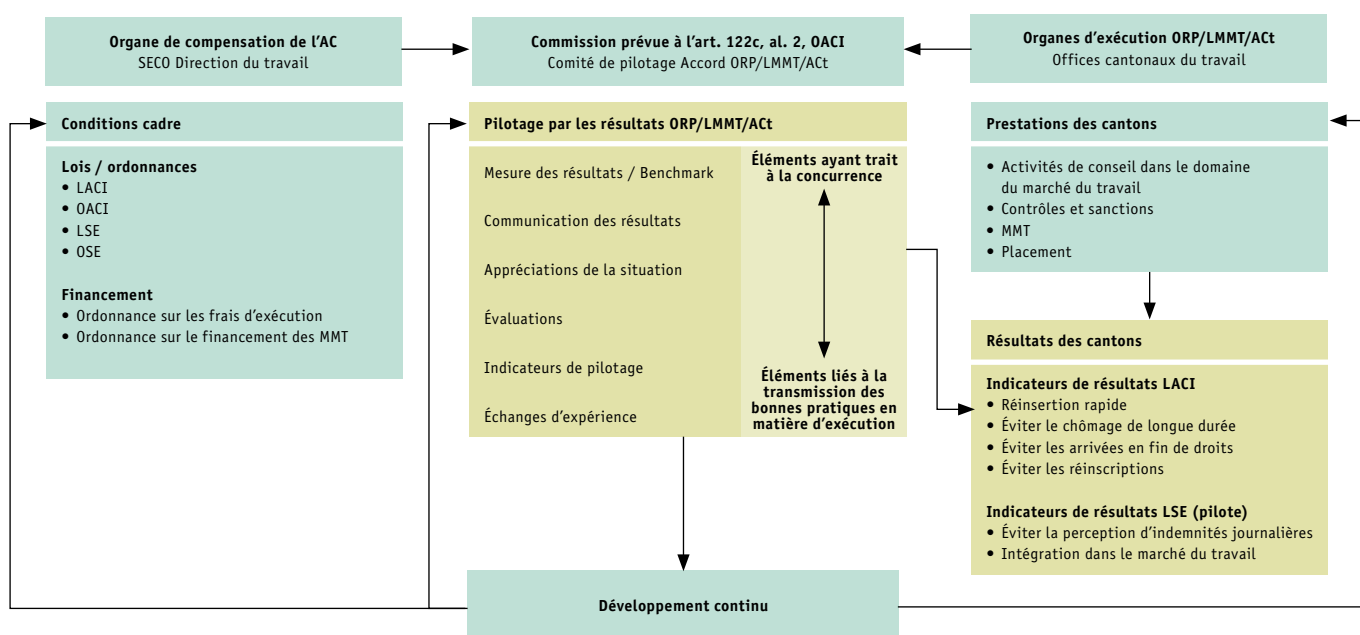 Organe de compensation de l'AC
SECO Direction du travail
Commission prévue à l'art. 122c, al. 2, OACI
Comité de pilotage Accord ORP/LMMT/ACt
Organes d'exécution ORP/LMMT/ACt
Offices cantonaux du travail
Conditions cadre
Lois / ordonnances
• LACI
• OACI
• LSE
• OSE
Financement
• Ordonnance sur les frais d'exécution
• Ordonnance sur le financement des MMT
Pilotage par les résultats ORP/LMMT/ACt
Mesure des résultats / Benchmark
Communication des résultats
Appréciations de la situation
Évaluations
Indicateurs de pilotage
Échanges d'expérience
Éléments ayant trait
à la concurrence
Éléments liés à la
transmission des
bonnes pratiques en
matière d'exécution
Prestations des cantons
• Activités de conseil dans le domaine
du marché du travail
• Contrôles et sanctions
• MMT
• Placement
Résultats des cantons
Indicateurs de résultats LACI
• Réinsertion rapide
• Éviter le chômage de longue durée
• Éviter les arrivées en fin de droits
• Éviter les réinscriptions
Indicateurs de résultats LSE (pilote)
• Éviter la perception d'indemnités journalières
• Intégration dans le marché du travail
Développement continu